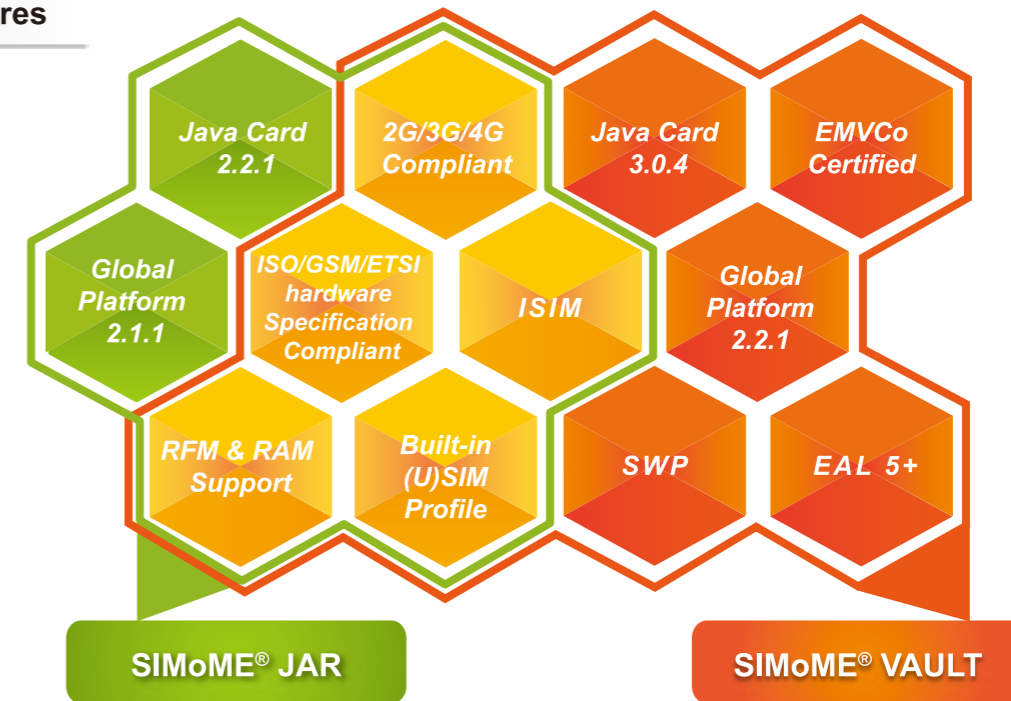 res
Java Card
2.2.1
2G/3G/4G
Compliant
Java Card
3.0.4
EMVCo
Certified
Global
Platform
2.1.1
ISO/GSM/ETSI
hardware
Specification
Compliant
ISIM
Global
Platform
2.2.1
RFM & RAM
Support
Built-in
(U)SIM
Profile
SWP
EAL 5+
SIMoME® JAR
SIMoME® VAULT